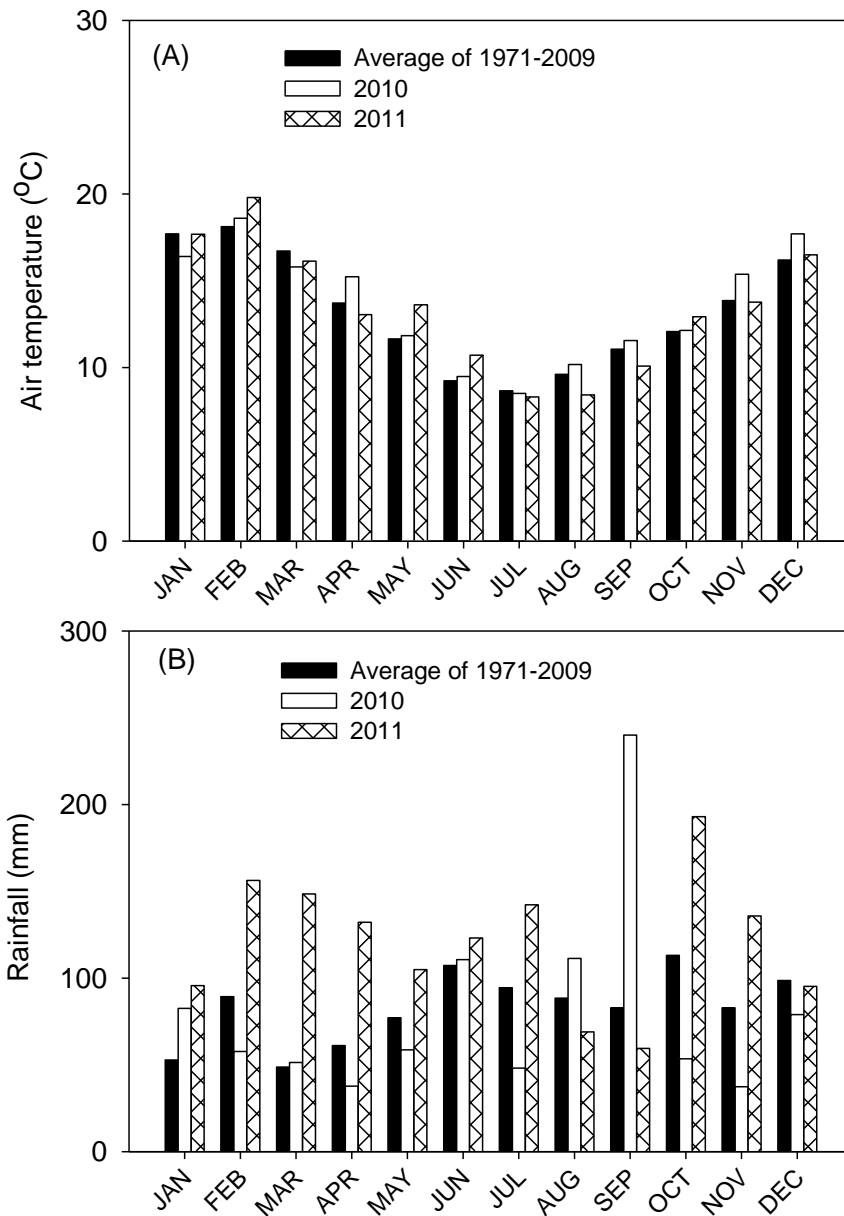 30
(A)
Average of 1971-2009
2010
2011
20
Air temperature (ºC)
10
0
JAN
FEB
MAR
APR
MAY
JUN
JUL
AUG
SEP
OCT
NOV
DEC
300
(B)
Average of 1971-2009
2010
2011
200
Rainfall (mm)
100
0
JAN
FEB
MAR
APR
MAY
JUN
JUL
AUG
SEP
OCT
NOV
DEC